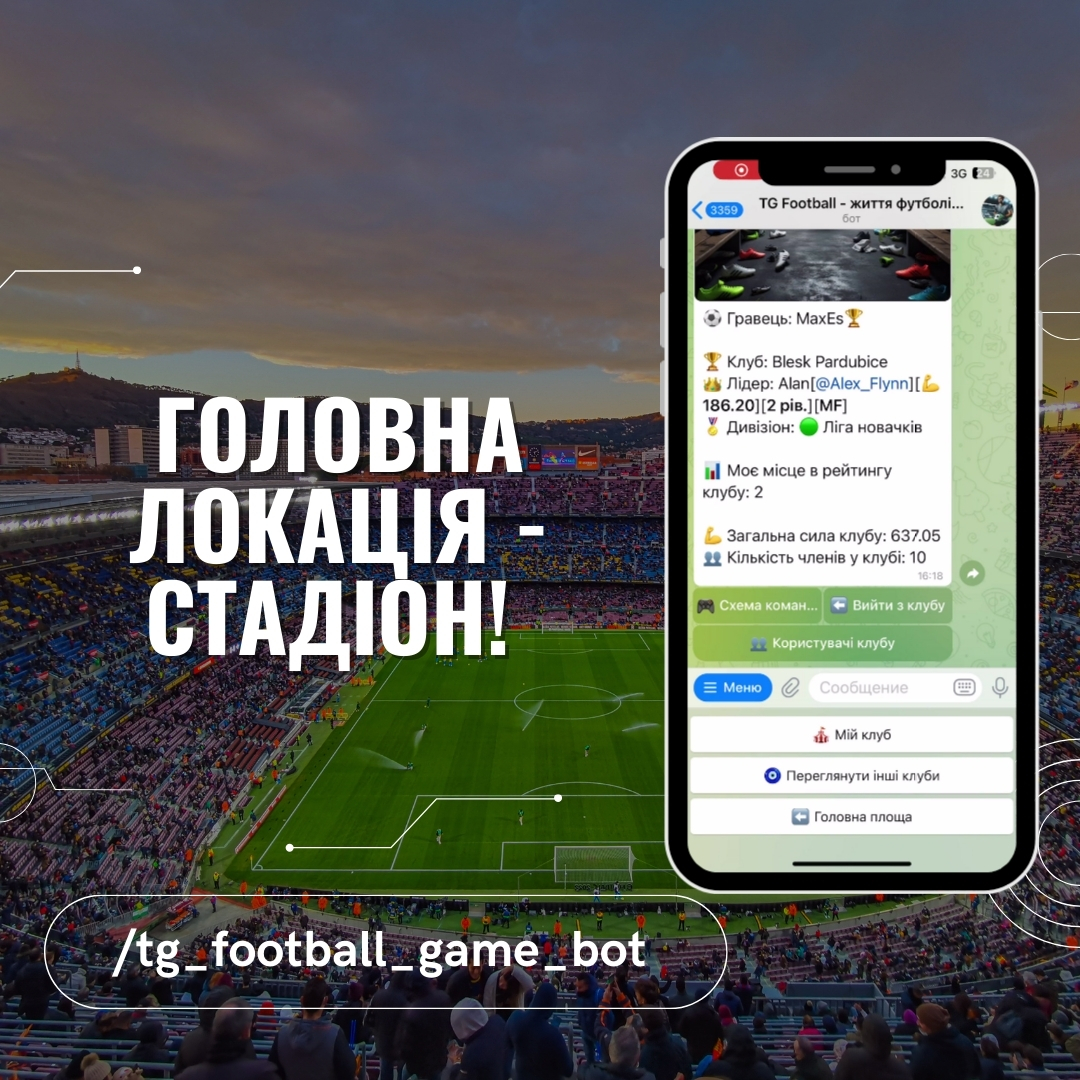 ГОЛОВНА
ЛОКАЦІЯ -
СТАДІОН!
/tg_football_game_bot
3G 24
3359
TG Football - життя футболі...
бот
⚽ Гравець: MaxEs🏆
🏆 Клуб: Blesk Pardubice
👑 Лідер: Alan[@Alex_Flynn][💪
186.20][2 рів.][MF]
🏅 Дивізіон: 🟢 Ліга новачків
📊 Моє місце в рейтингу
клубу: 2
💪 Загальна сила клубу: 637.05
👥 Кількість членів у клубі: 10
16:18
🎮 Схема коман...
⬅️ Вийти з клубу
👥 Користувачі клубу
Меню
Сообщение
🎪 Мій клуб
🧿 Переглянути інші клуби
⬅️ Головна площа